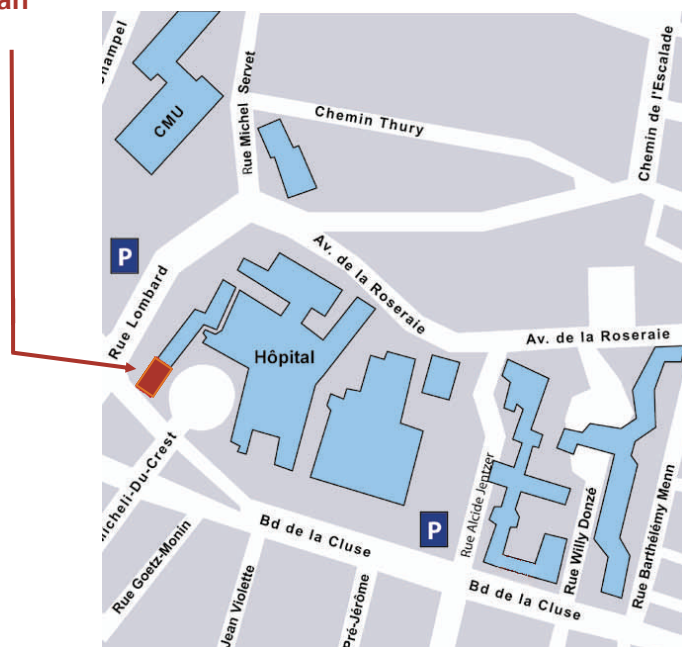 Champel
CMU
Rue Michel Servet
Chemin Thury
Chemin de l'Escalade
P
Rue Lombard
Av. de la Roseraie
Av. de la Roseraie
Hôpital
Micheli-Du-Crest
Rue Goetz-Monin
Bd de la Cluse
P
Rue Alcide Jentzer
Rue Willy Donzé
Rue Barthélémy Menn
Bd de la Cluse
Jean Violette
Pré-Jérôme